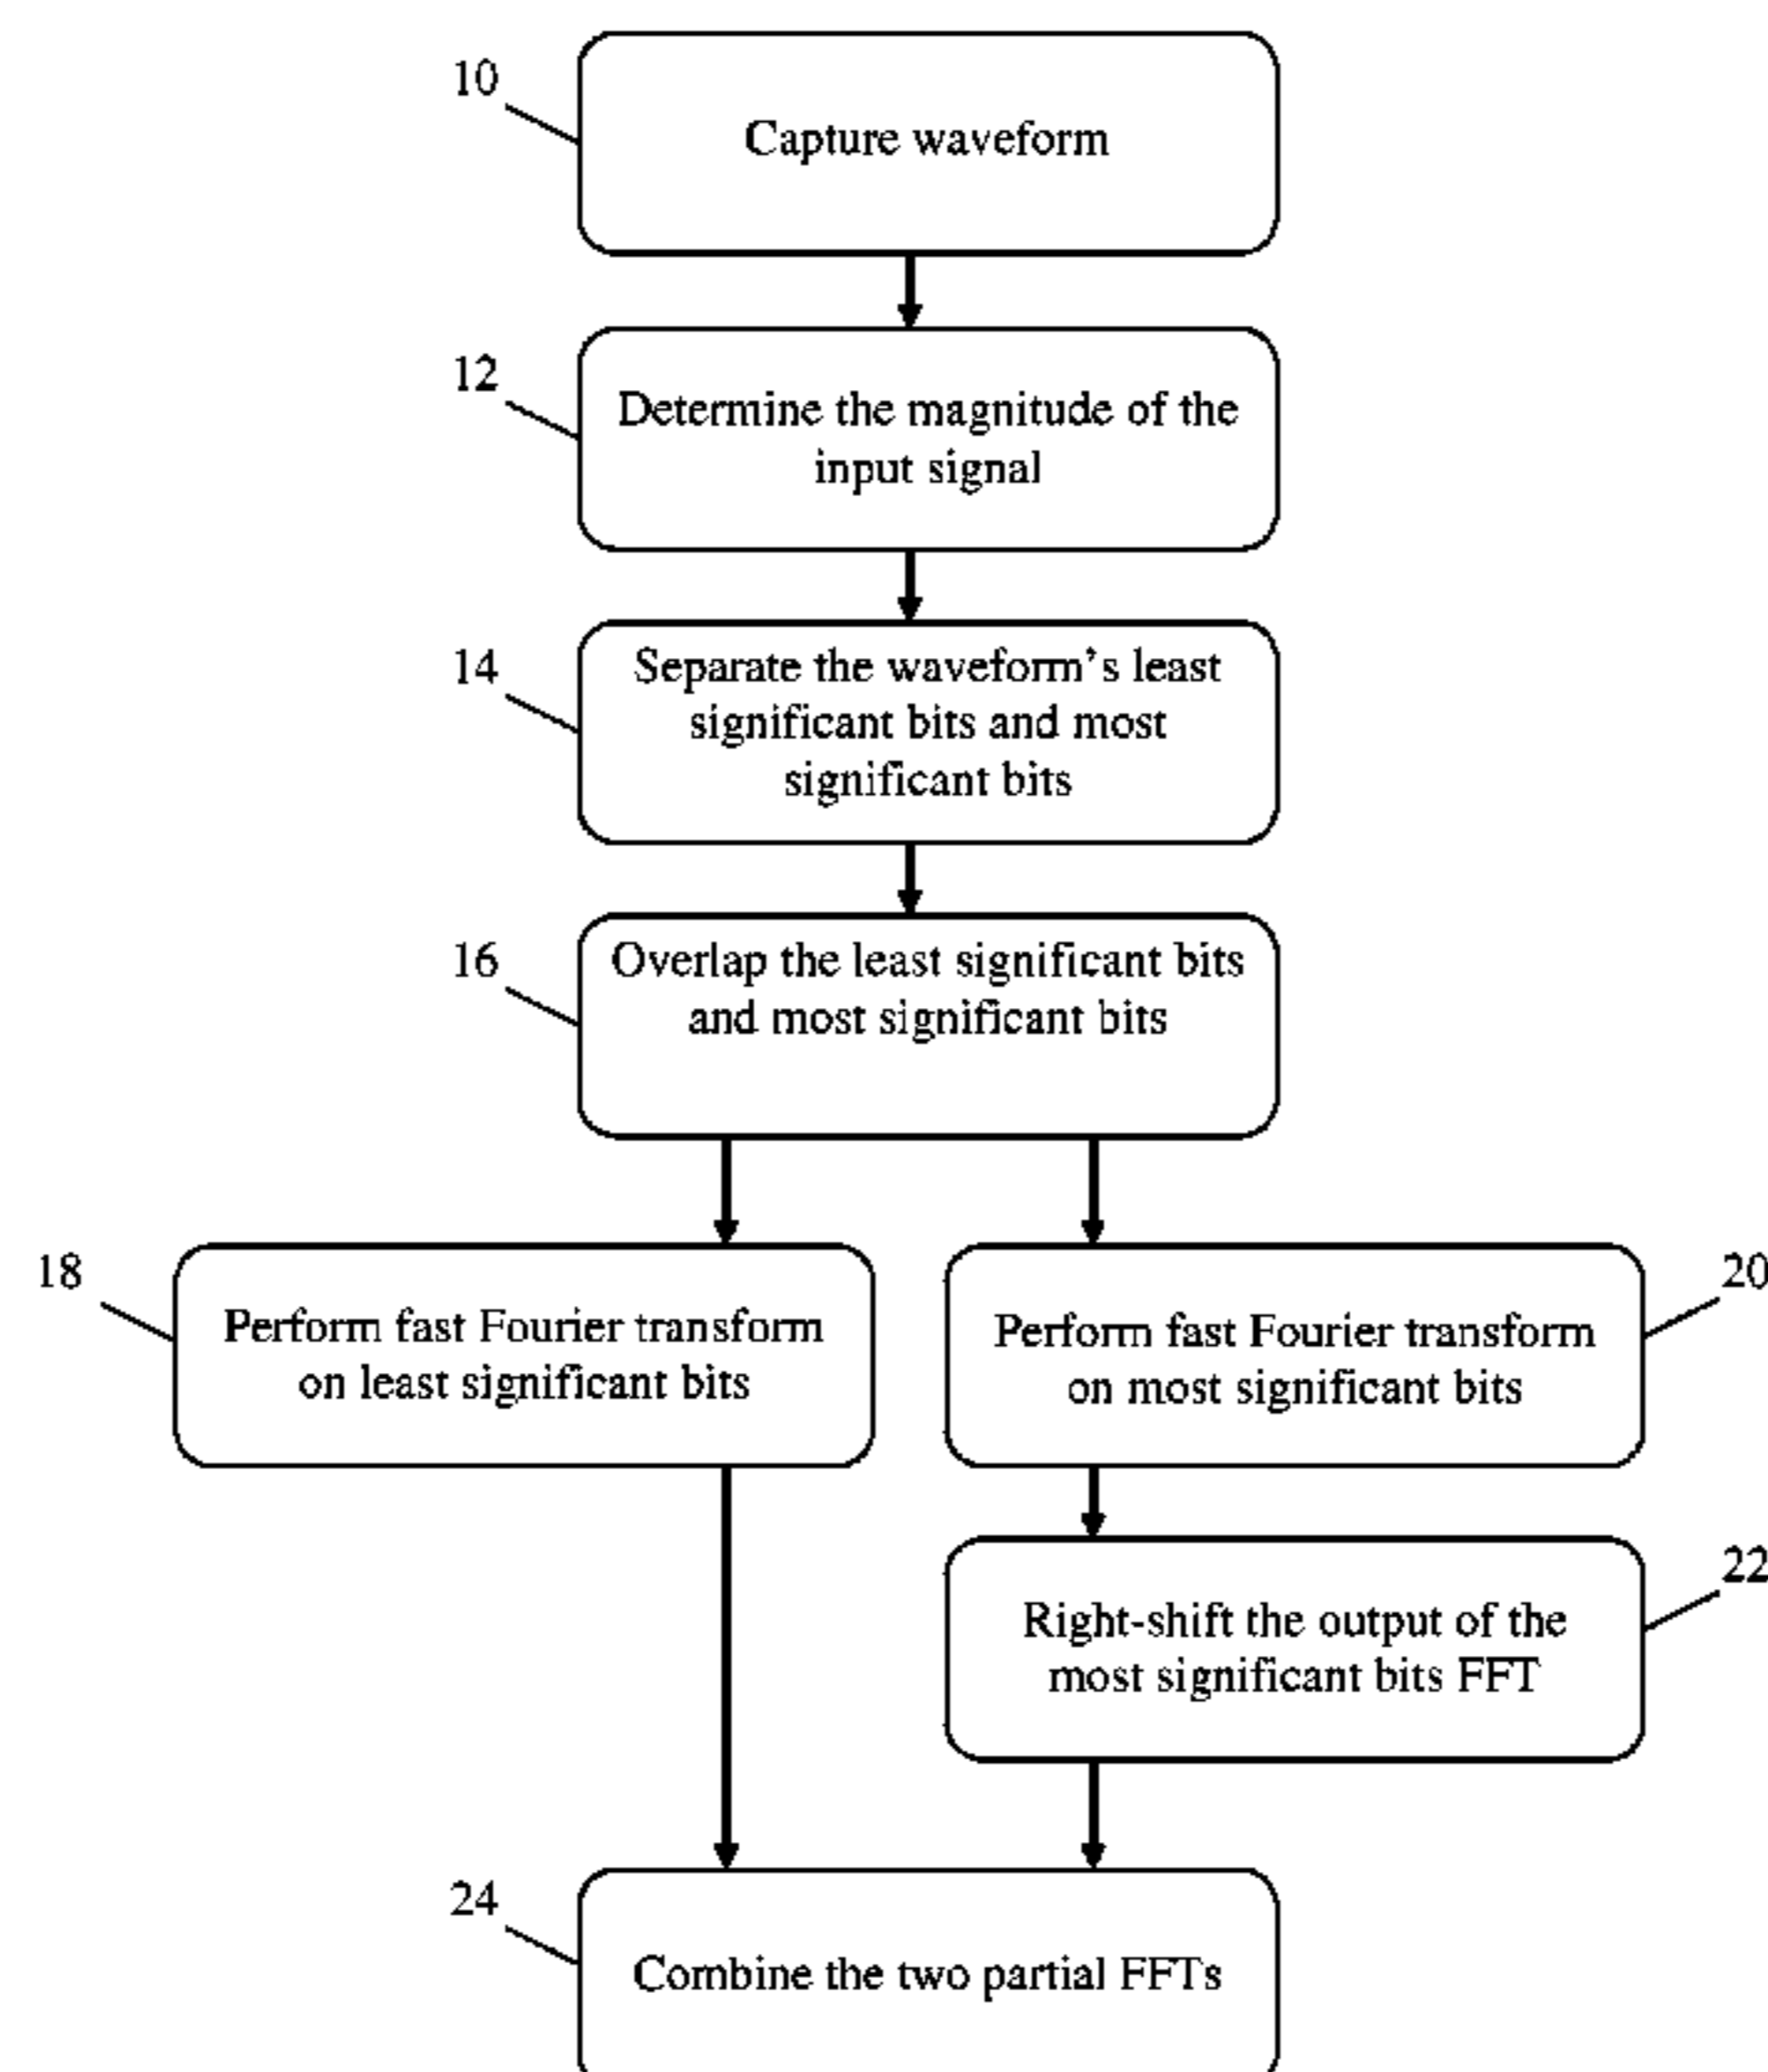 10
Capture waveform
12
Determine the magnitude of the
input signal
14
Separate the waveform's least
significant bits and most
significant bits
16
Overlap the least significant bits
and most significant bits
18
Perform fast Fourier transform
on least significant bits
20
Perform fast Fourier transform
on most significant bits
22
Right-shift the output of the
most significant bits FFT
24
Combine the two partial FFTs